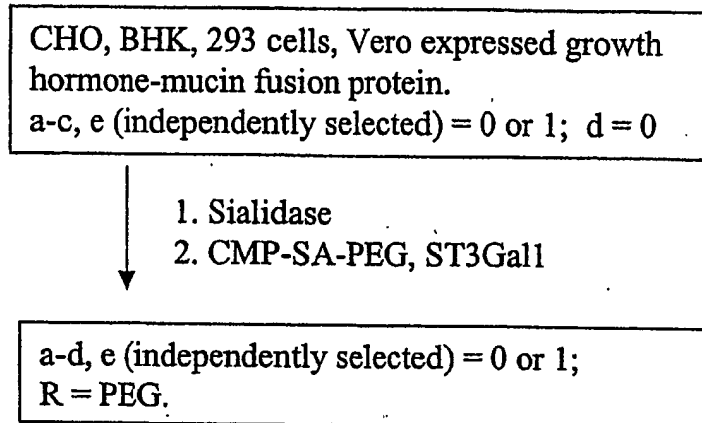 CHO, BHK, 293 cells, Vero expressed growth
hormone-mucin fusion protein.
a-c, e (independently selected) = 0 or 1; d = 0
1. Sialidase
2. CMP-SA-PEG, ST3Gal1
a-d, e (independently selected) = 0 or 1;
R = PEG.